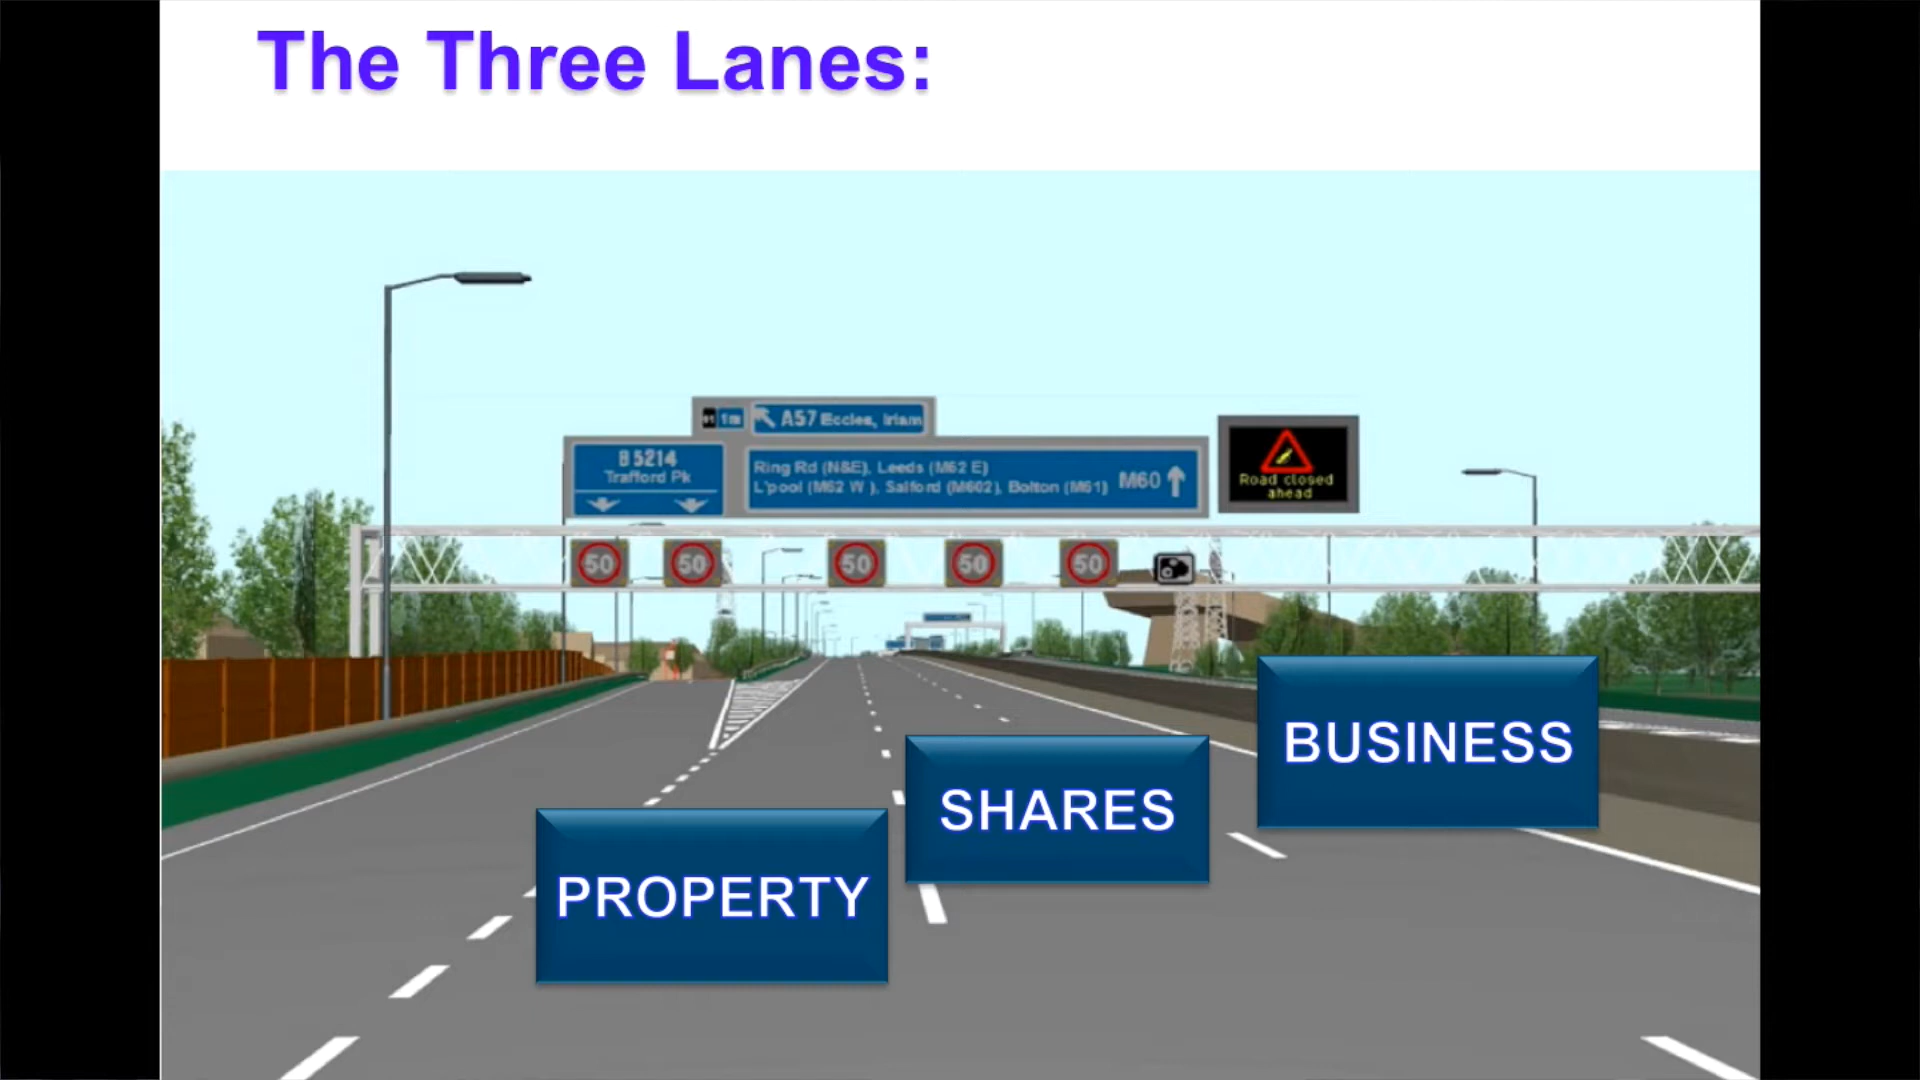 The Three Lanes:
1m
A57 Eccles, Irlam
B5214
Trafford Pk
Ring Rd (N&E), Leeds (M62 E)
L'pool (M62 W ), Salford (M602), Bolton (M61)
M60
Road closed
ahead
50
50
50
50
50
BUSINESS
SHARES
PROPERTY